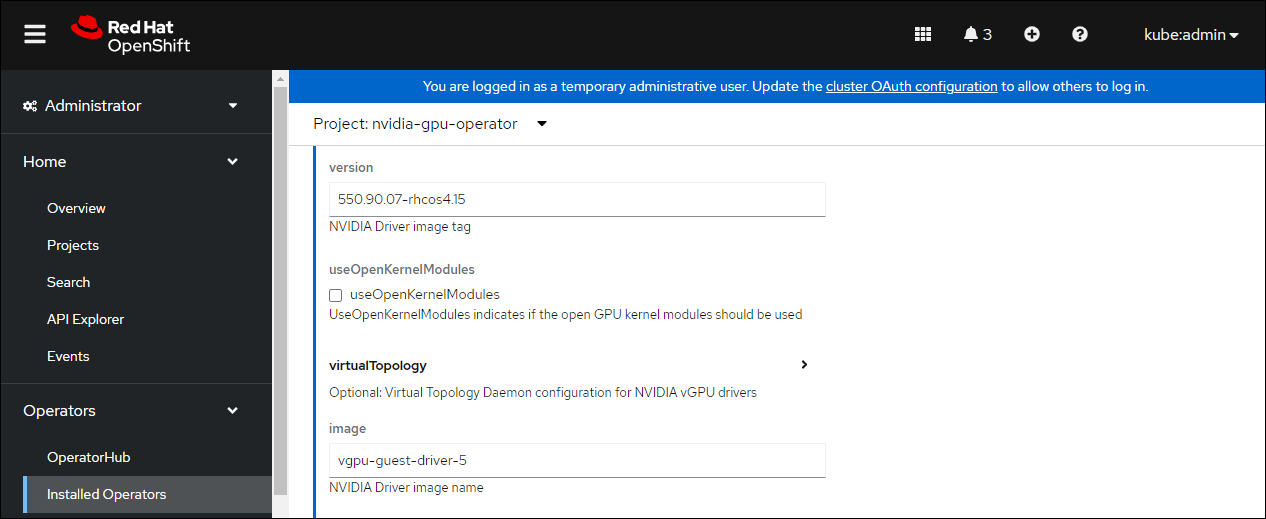 Red Hat
OpenShift
3
kube:admin
Administrator
Home
Overview
Projects
Search
API Explorer
Events
Operators
OperatorHub
Installed Operators
You are logged in as a temporary administrative user. Update the cluster OAuth configuration to allow others to log in.
Project: nvidia-gpu-operator
version
550.90.07-rhcos4.15
NVIDIA Driver image tag
useOpenKernelModules
useOpenKernelModules
UseOpenKernelModules indicates if the open GPU kernel modules should be used
virtualTopology
Optional: Virtual Topology Daemon configuration for NVIDIA vGPU drivers
image
vgpu-guest-driver-5
NVIDIA Driver image name